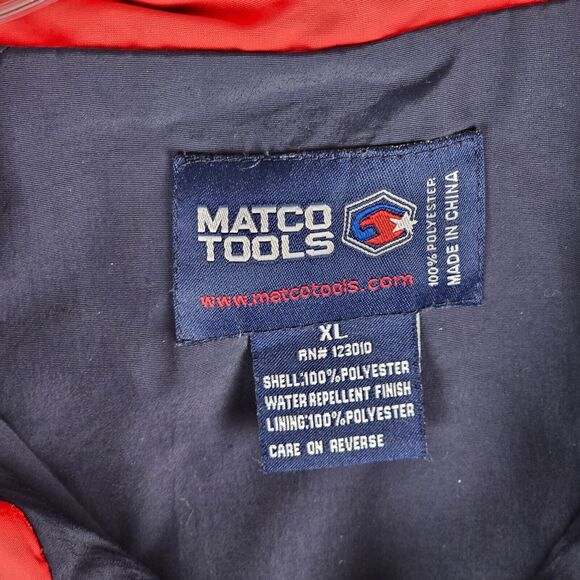 MATCO
TOOLS
www.matcotools.com
100% POLYESTER
MADE IN CHINA
XL
RN# 123010
SHELL:100%POLYESTER
WATER REPELLENT FINISH
LINING:100%POLYESTER
CARE ON REVERSE